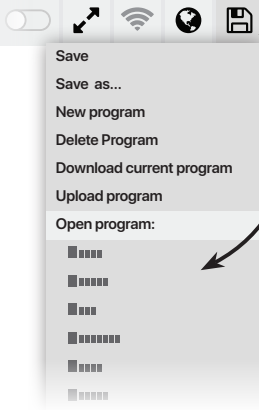 Save
Save as...
New program
Delete Program
Download current program
Upload program
Open program: